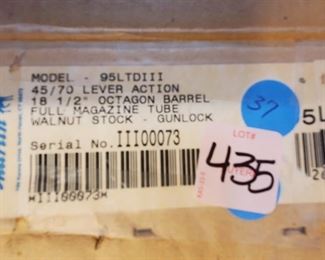 MODEL - 95LTDIII
45/70 LEVER ACTION
18 1/2" OCTAGON BARREL
FULL MAGAZINE TUBE
WALNUT STOCK - GUNLOCK
Serial No. III00073
*III00073*
37
LOT#
435
5L